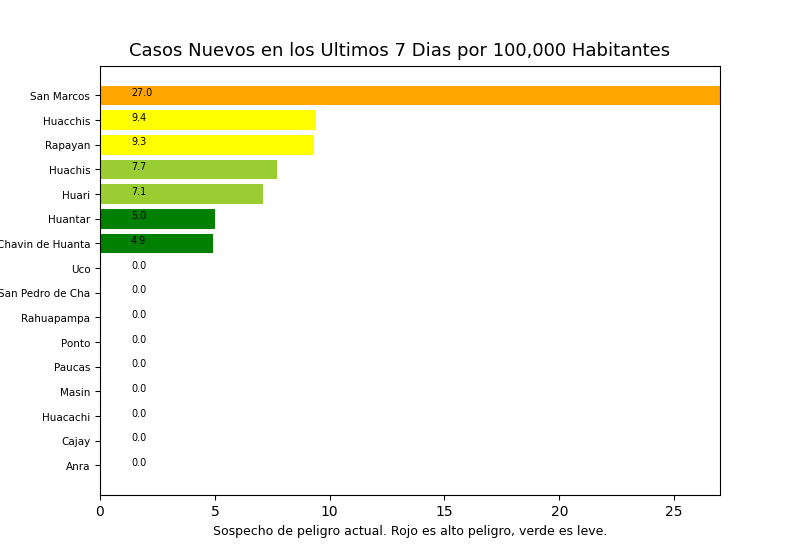 Casos Nuevos en los Ultimos 7 Dias por 100,000 Habitantes
San Marcos 27.0
Huacchis 9.4
Rapayan 9.3
Huachis 7.7
Huari 7.1
Huantar 5.0
Chavin de Huanta 4.9
Uco 0.0
San Pedro de Cha 0.0
Rahuapampa 0.0
Ponto 0.0
Paucas 0.0
Masin 0.0
Huacachi 0.0
Cajay 0.0
Anra 0.0
0 5 10 15 20 25
Sospecho de peligro actual. Rojo es alto peligro, verde es leve.